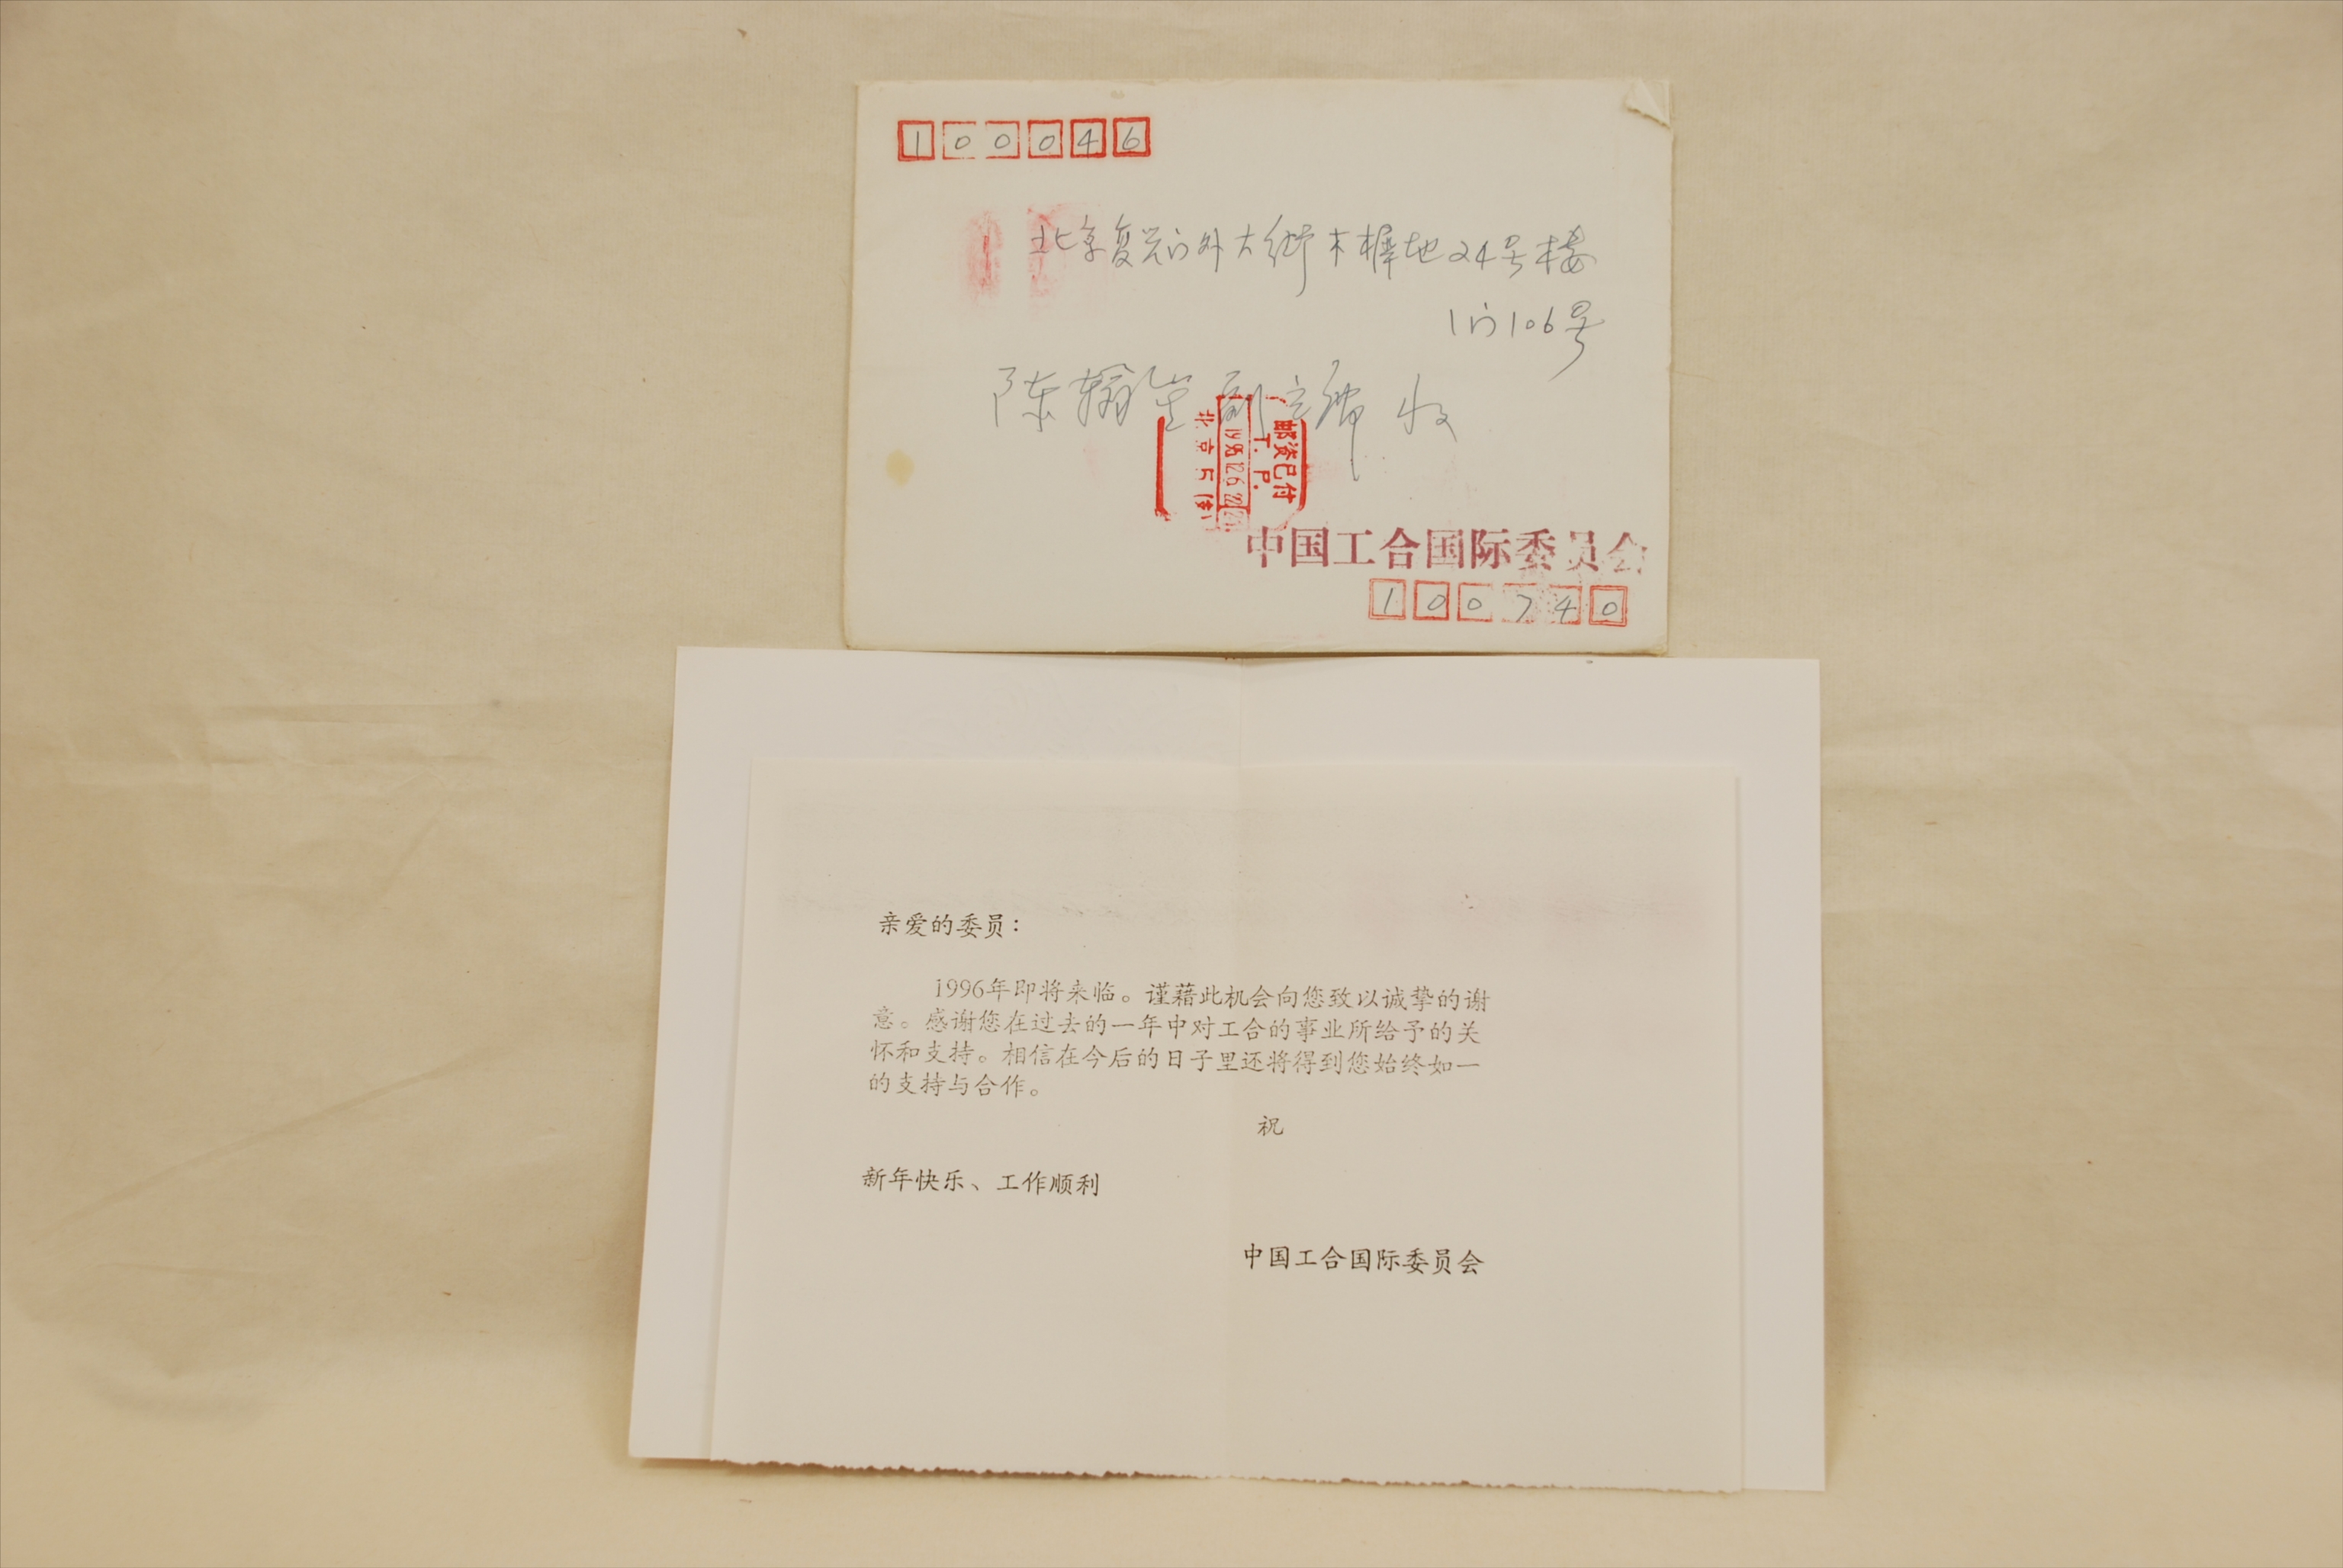 100046
北京复兴门外大街木樨地24号楼
1门106号
陈翰笙副主席 收
邮资已付
T. P.
1995.12.6
北京
中国工合国际委员会
100740
亲爱的委员：
1996年即将来临。谨藉此机会向您致以诚挚的谢
意。感谢您在过去的一年中对工合的事业所给予的关
怀和支持。相信在今后的日子里还将得到您始终如一
的支持与合作。
祝
新年快乐、工作顺利
中国工合国际委员会